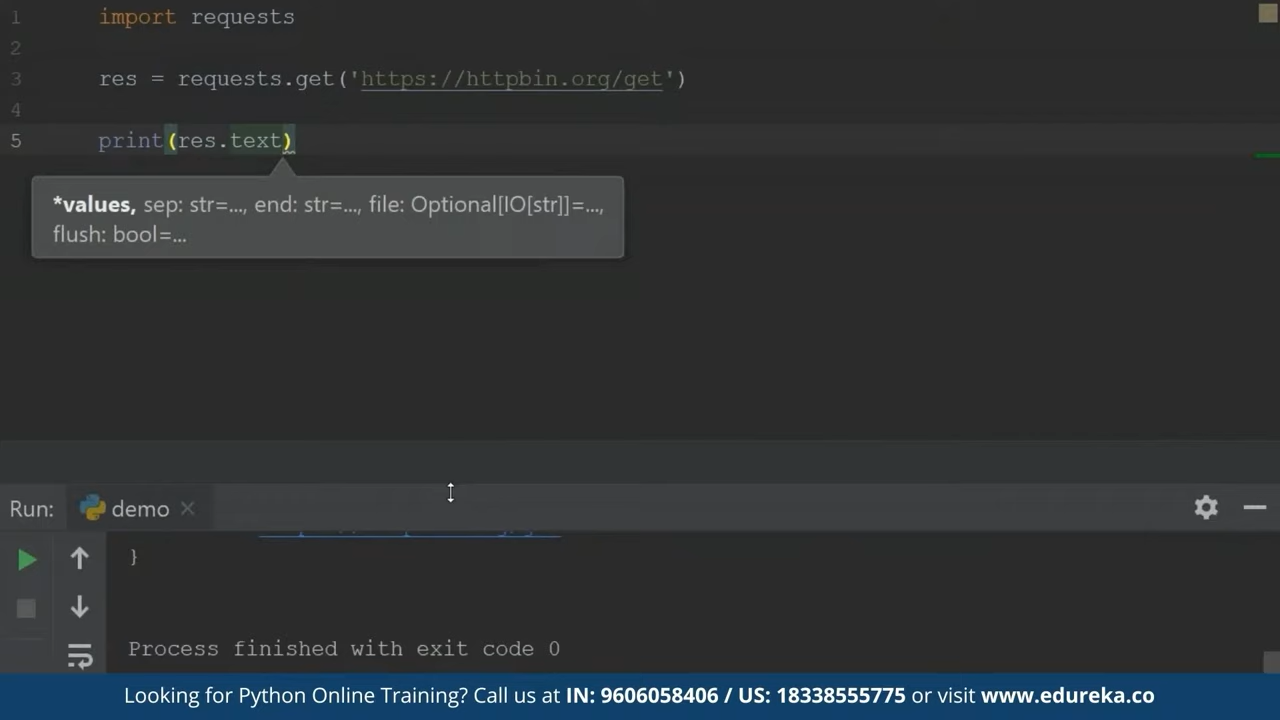 1 import requests
2
3 res = requests.get('https://httpbin.org/get')
4
5 print(res.text)
*values, sep: str=..., end: str=..., file: Optional[IO[str]]=...,
flush: bool=...
Run: demo
}
Process finished with exit code 0
Looking for Python Online Training? Call us at IN: 9606058406 / US: 18338555775 or visit www.edureka.co